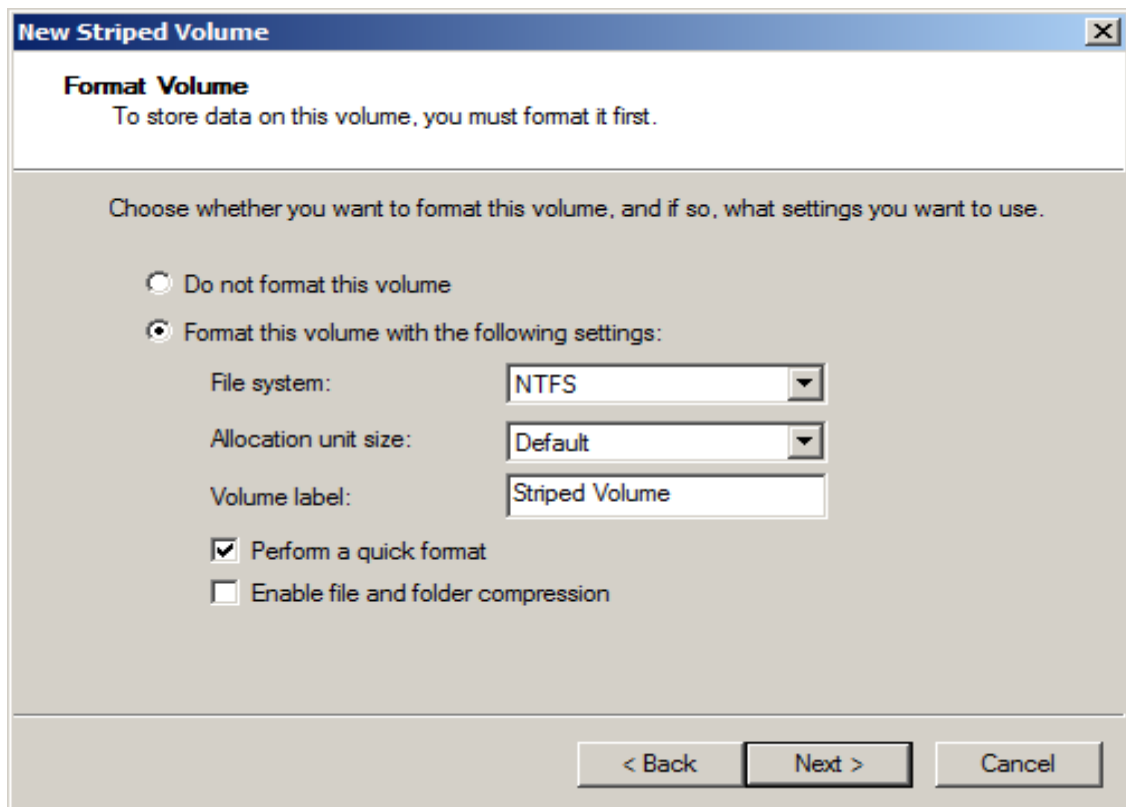 New Striped Volume
Format Volume
To store data on this volume, you must format it first.
Choose whether you want to format this volume, and if so, what settings you want to use.
Do not format this volume
Format this volume with the following settings:
File system: NTFS
Allocation unit size: Default
Volume label: Striped Volume
Perform a quick format
Enable file and folder compression
< Back Next > Cancel